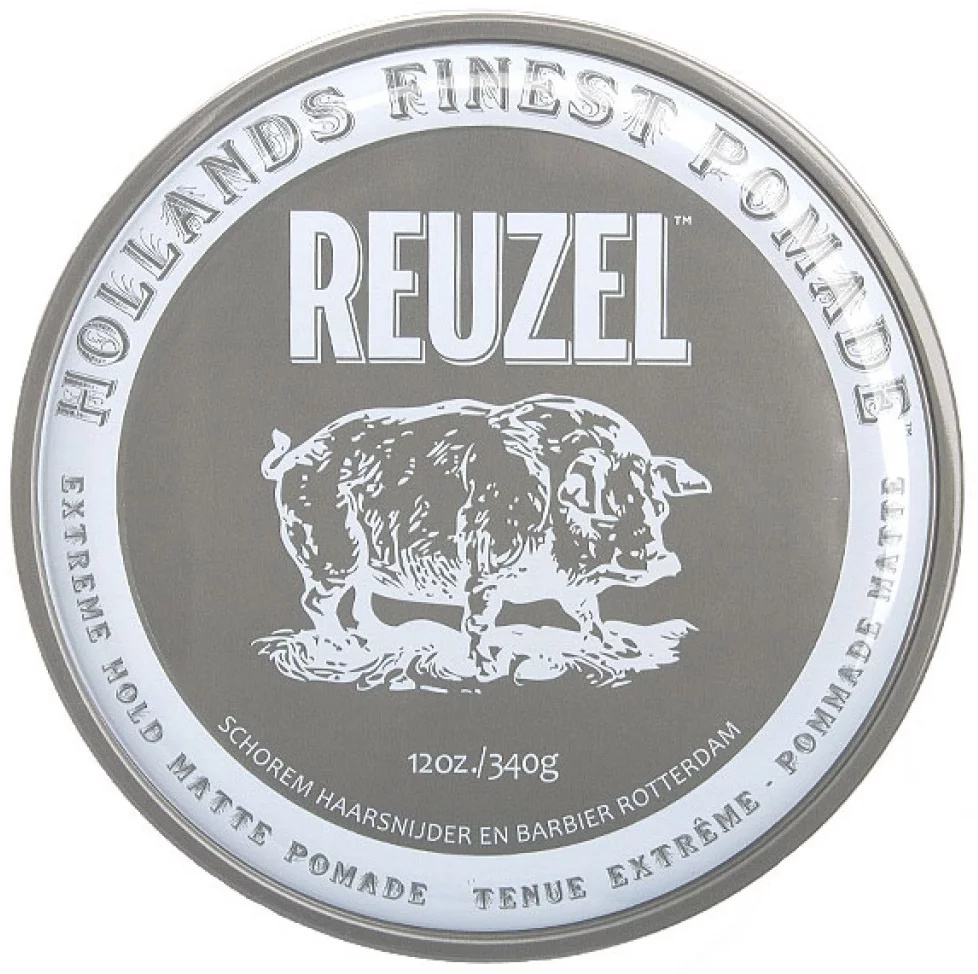 HOLLANDS FINEST POMADE™
REUZEL™
12oz./340g
SCHOREM HAARSNIJDER EN BARBIER ROTTERDAM
EXTREME HOLD MATTE POMADE
TENUE EXTRÊME - POMMADE MATTE